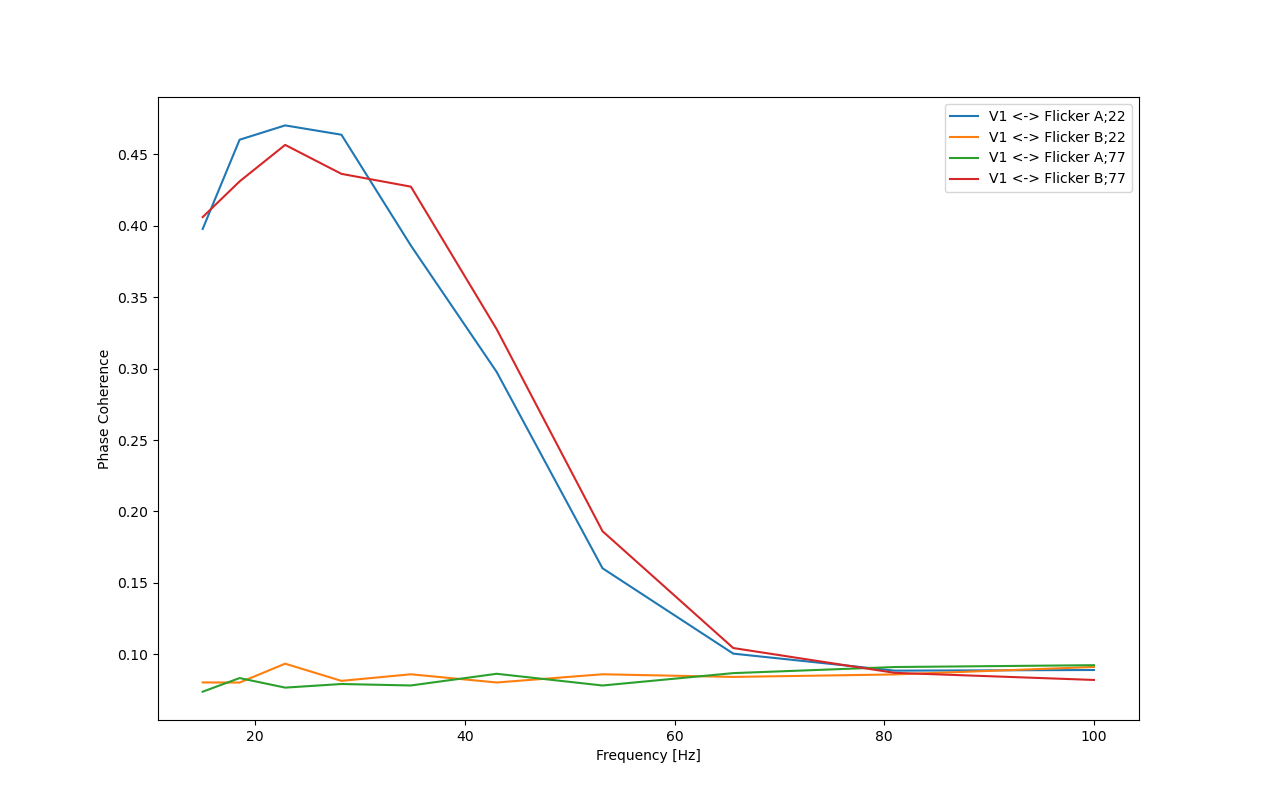 V1 <-> Flicker A;22
V1 <-> Flicker B;22
V1 <-> Flicker A;77
V1 <-> Flicker B;77
0.45
0.40
0.35
0.30
0.25
0.20
0.15
0.10
Phase Coherence
20 40 60 80 100
Frequency [Hz]